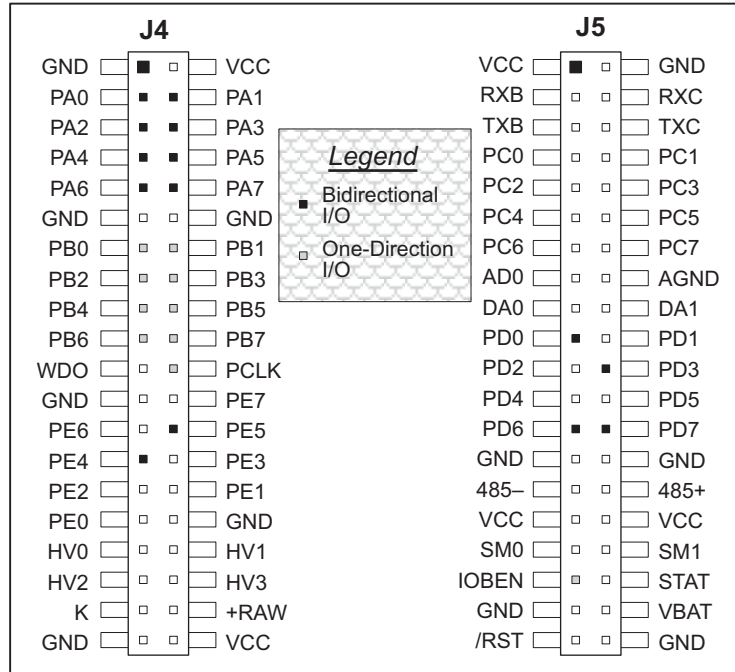 J4
GND VCC
PA0 PA1
PA2 PA3
PA4 PA5
PA6 PA7
GND GND
PB0 PB1
PB2 PB3
PB4 PB5
PB6 PB7
WDO PCLK
GND PE7
PE6 PE5
PE4 PE3
PE2 PE1
PE0 GND
HV0 HV1
HV2 HV3
K +RAW
GND VCC
Legend
Bidirectional
I/O
One-Direction
I/O
J5
VCC GND
RXB RXC
TXB TXC
PC0 PC1
PC2 PC3
PC4 PC5
PC6 PC7
AD0 AGND
DA0 DA1
PD0 PD1
PD2 PD3
PD4 PD5
PD6 PD7
GND GND
485– 485+
VCC VCC
SM0 SM1
IOBEN STAT
GND VBAT
/RST GND